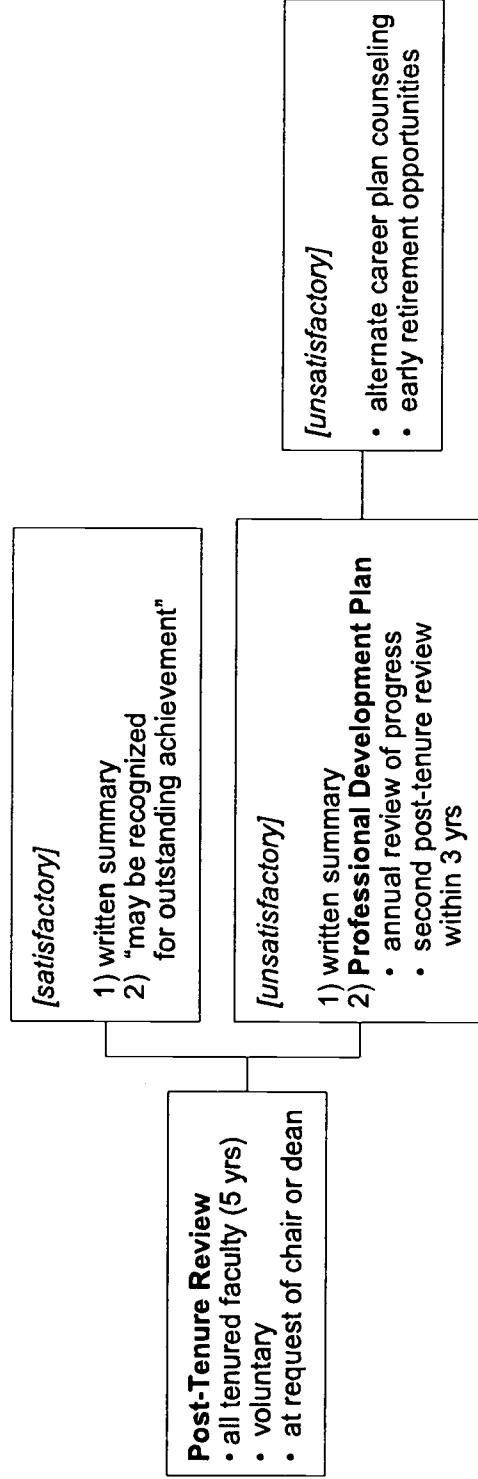 Post-Tenure Review
• all tenured faculty (5 yrs)
• voluntary
• at request of chair or dean
[satisfactory]
1) written summary
2) "may be recognized
for outstanding achievement"
[unsatisfactory]
1) written summary
2) Professional Development Plan
• annual review of progress
• second post-tenure review
within 3 yrs
[unsatisfactory]
• alternate career plan counseling
• early retirement opportunities